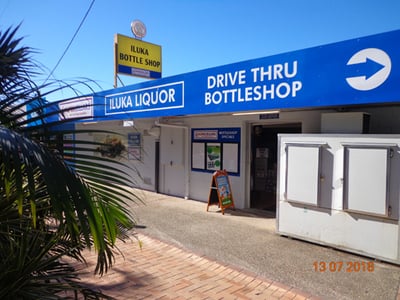 ILUKA
BOTTLE SHOP
ILUKA LIQUOR
DRIVE THRU
BOTTLESHOP
13 07 2018